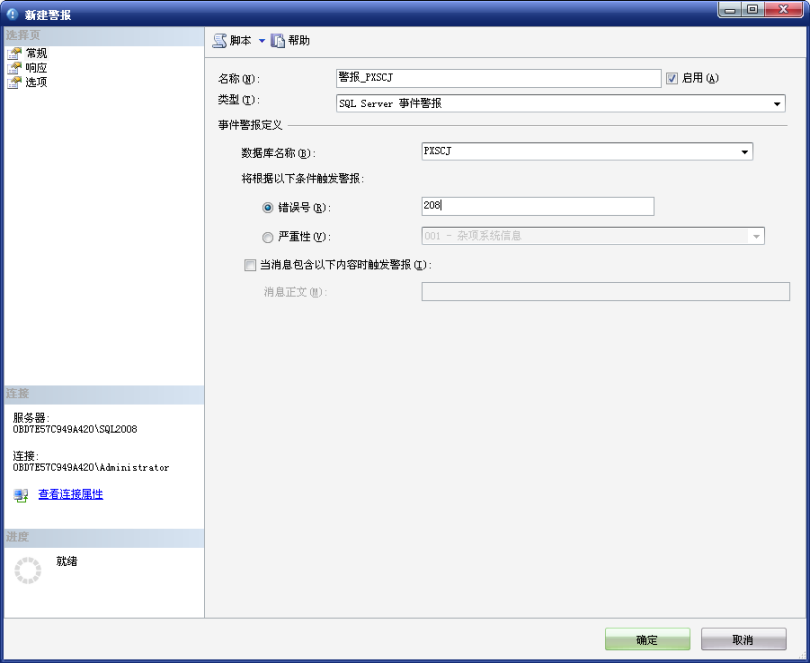 新建警报
选择页
常规
响应
选项
脚本 帮助
名称(N): 警报_PXSCJ 启用(A)
类型(T): SQL Server 事件警报
事件警报定义
数据库名称(B): PXSCJ
将根据以下条件触发警报:
错误号(R): 208
严重性(V): 001 - 杂项系统信息
当消息包含以下内容时触发警报(I):
消息正文(M):
连接
服务器:
0BD7E57C949A420\SQL2008
连接:
0BD7E57C949A420\Administrator
查看连接属性
进度
就绪
确定 取消